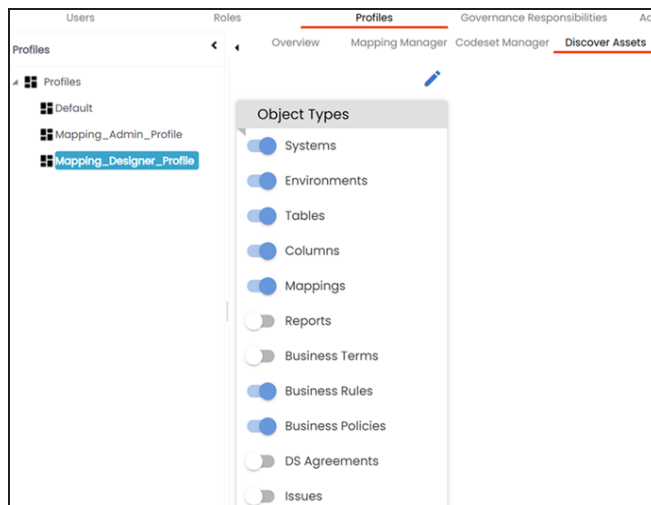 Users Roles Profiles Governance Responsibilities
Profiles Overview Mapping Manager Codeset Manager Discover Assets
Profiles
Default
Mapping_Admin_Profile
Mapping_Designer_Profile
Object Types
Systems
Environments
Tables
Columns
Mappings
Reports
Business Terms
Business Rules
Business Policies
DS Agreements
Issues